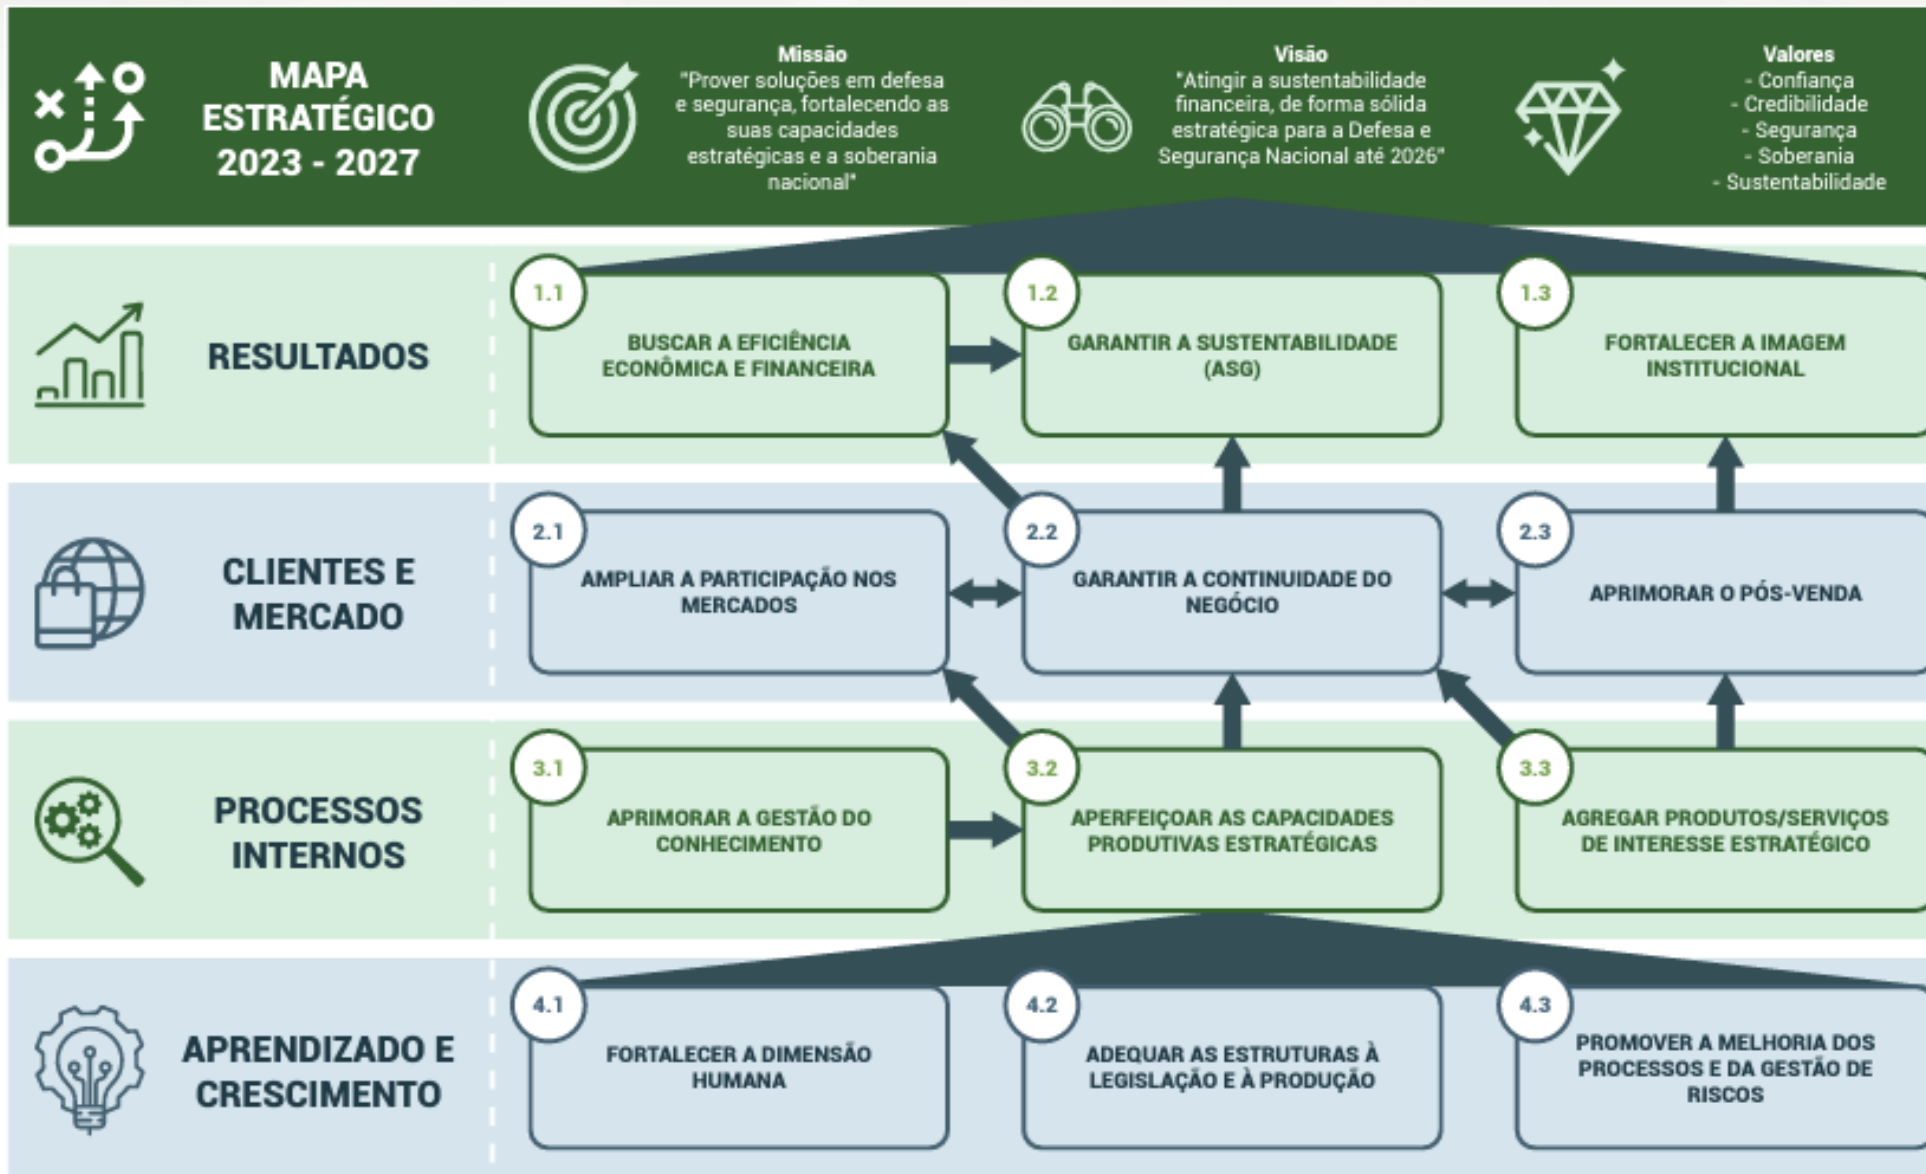 MAPA
ESTRATÉGICO
2023 - 2027
Missão
"Prover soluções em defesa
e segurança, fortalecendo as
suas capacidades
estratégicas e a soberania
nacional"
Visão
"Atingir a sustentabilidade
financeira, de forma sólida
estratégica para a Defesa e
Segurança Nacional até 2026"
Valores
- Confiança
- Credibilidade
- Segurança
- Soberania
- Sustentabilidade
RESULTADOS
1.1
BUSCAR A EFICIÊNCIA
ECONÔMICA E FINANCEIRA
1.2
GARANTIR A SUSTENTABILIDADE
(ASG)
1.3
FORTALECER A IMAGEM
INSTITUCIONAL
CLIENTES E
MERCADO
2.1
AMPLIAR A PARTICIPAÇÃO NOS
MERCADOS
2.2
GARANTIR A CONTINUIDADE DO
NEGÓCIO
2.3
APRIMORAR O PÓS-VENDA
PROCESSOS
INTERNOS
3.1
APRIMORAR A GESTÃO DO
CONHECIMENTO
3.2
APERFEIÇOAR AS CAPACIDADES
PRODUTIVAS ESTRATÉGICAS
3.3
AGREGAR PRODUTOS/SERVIÇOS
DE INTERESSE ESTRATÉGICO
APRENDIZADO E
CRESCIMENTO
4.1
FORTALECER A DIMENSÃO
HUMANA
4.2
ADEQUAR AS ESTRUTURAS À
LEGISLAÇÃO E À PRODUÇÃO
4.3
PROMOVER A MELHORIA DOS
PROCESSOS E DA GESTÃO DE
RISCOS